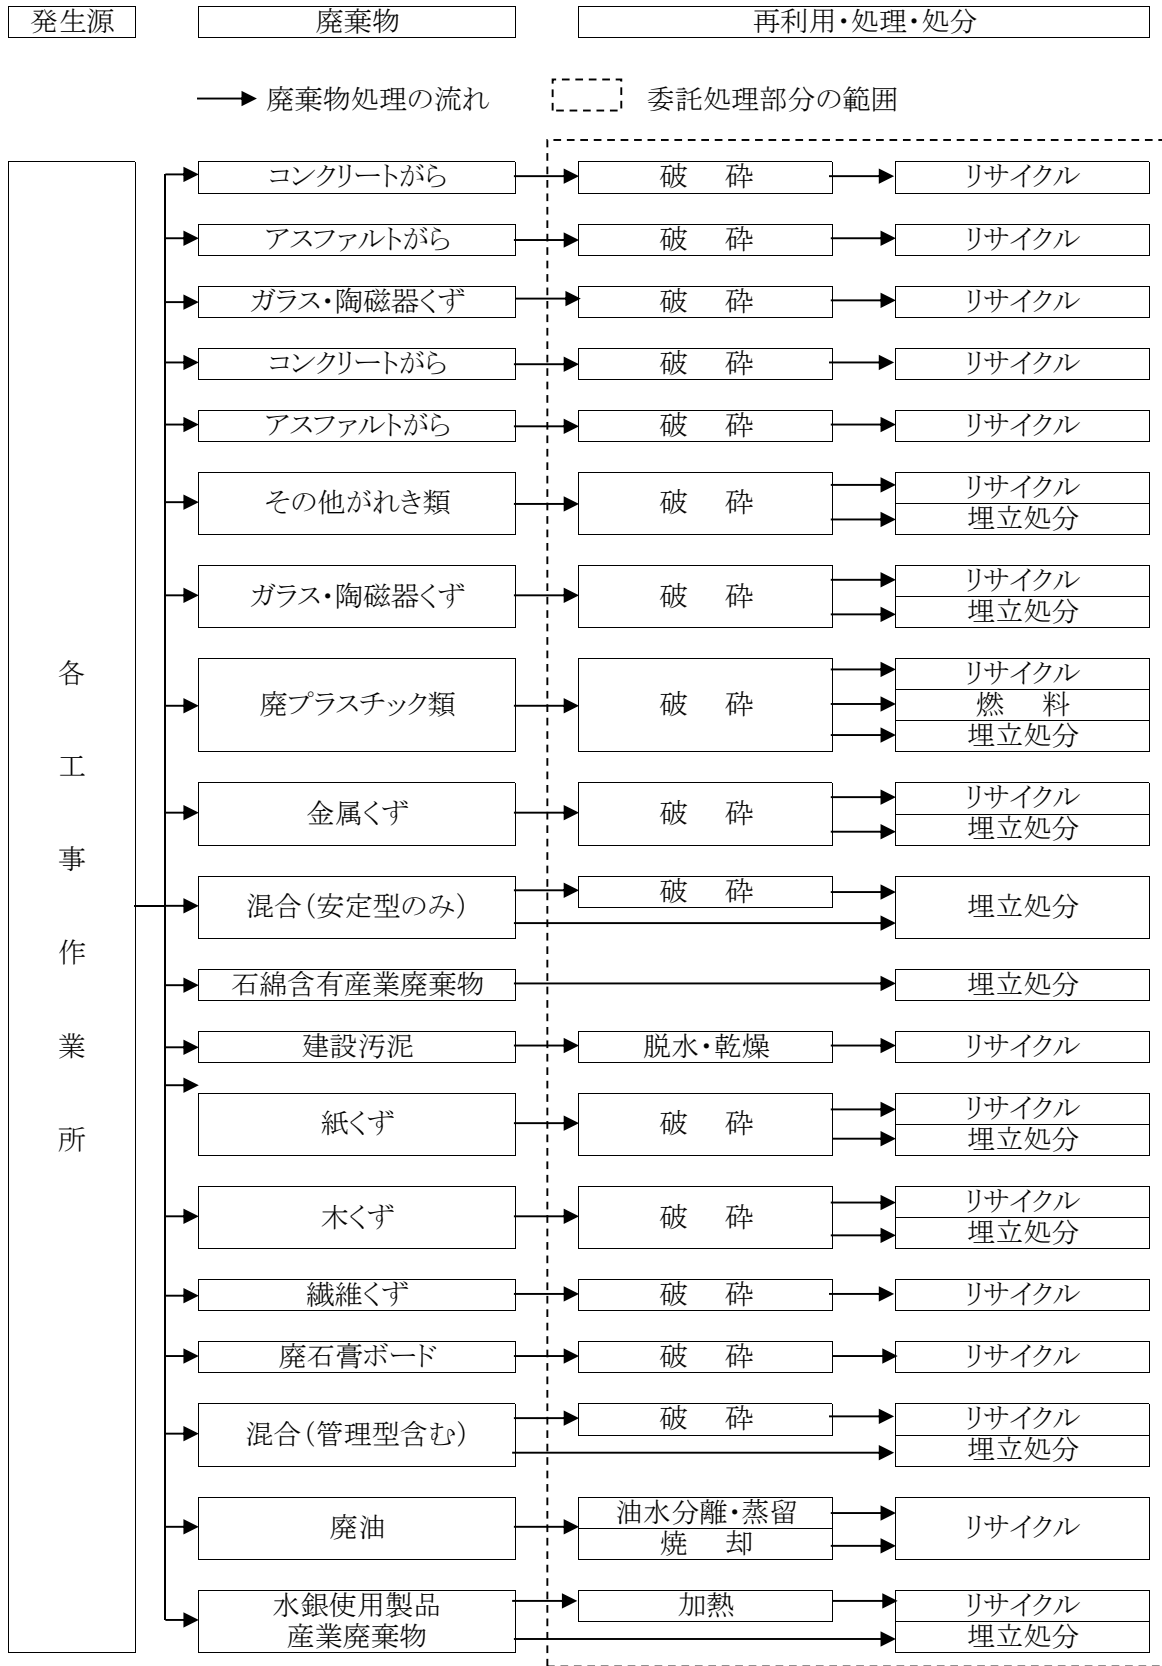 発生源 廃棄物 再利用・処理・処分
廃棄物処理の流れ 委託処理部分の範囲
各工事作業所
コンクリートがら 破 砕 リサイクル
アスファルトがら 破 砕 リサイクル
ガラス・陶磁器くず 破 砕 リサイクル
コンクリートがら 破 砕 リサイクル
アスファルトがら 破 砕 リサイクル
その他がれき類 破 砕 リサイクル
埋立処分
ガラス・陶磁器くず 破 砕 リサイクル
埋立処分
廃プラスチック類 破 砕 リサイクル
燃 料
埋立処分
金属くず 破 砕 リサイクル
埋立処分
混合(安定型のみ) 破 砕 埋立処分
石綿含有産業廃棄物 埋立処分
建設汚泥 脱水・乾燥 リサイクル
紙くず 破 砕 リサイクル
埋立処分
木くず 破 砕 リサイクル
埋立処分
繊維くず 破 砕 リサイクル
廃石膏ボード 破 砕 リサイクル
混合(管理型含む) 破 砕 リサイクル
埋立処分
廃油 油水分離・蒸留 リサイクル
焼 却
水銀使用製品 加熱 リサイクル
産業廃棄物 埋立処分